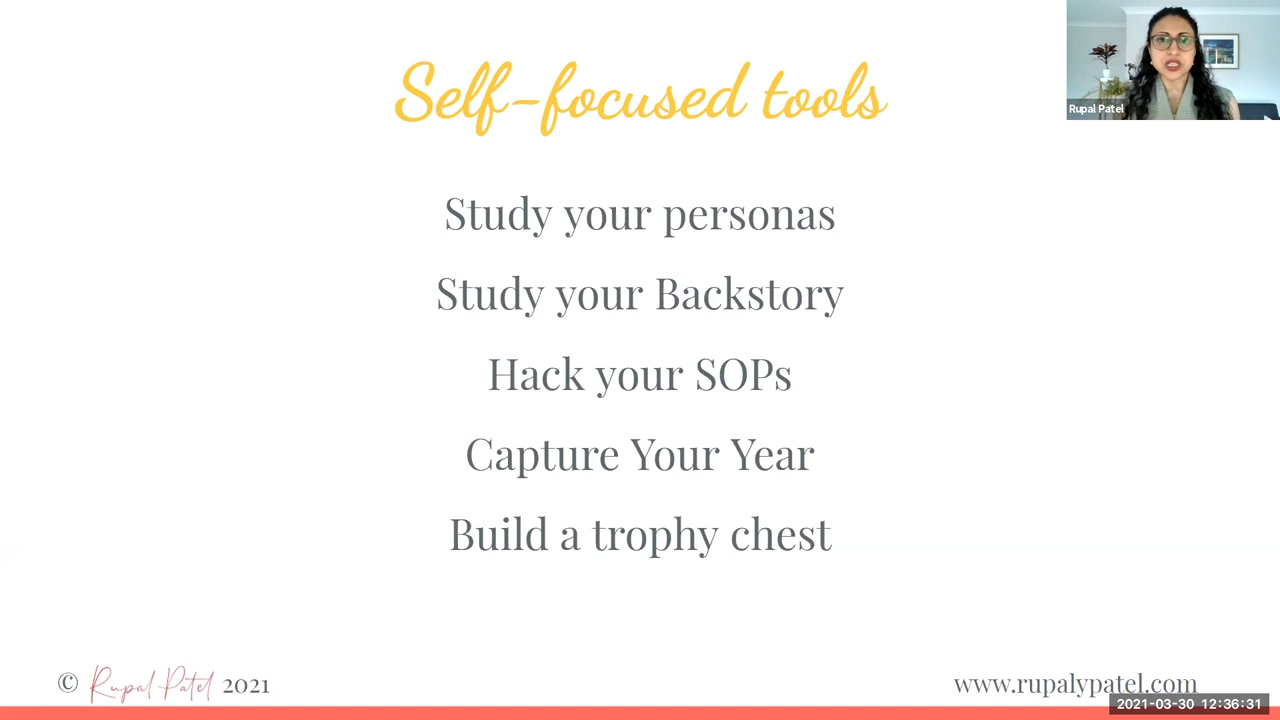 Self-focused tools
Rupal Patel
Study your personas
Study your Backstory
Hack your SOPs
Capture Your Year
Build a trophy chest
© Rupal Patel 2021
www.rupalypatel.com
2021-03-30 12:36:31